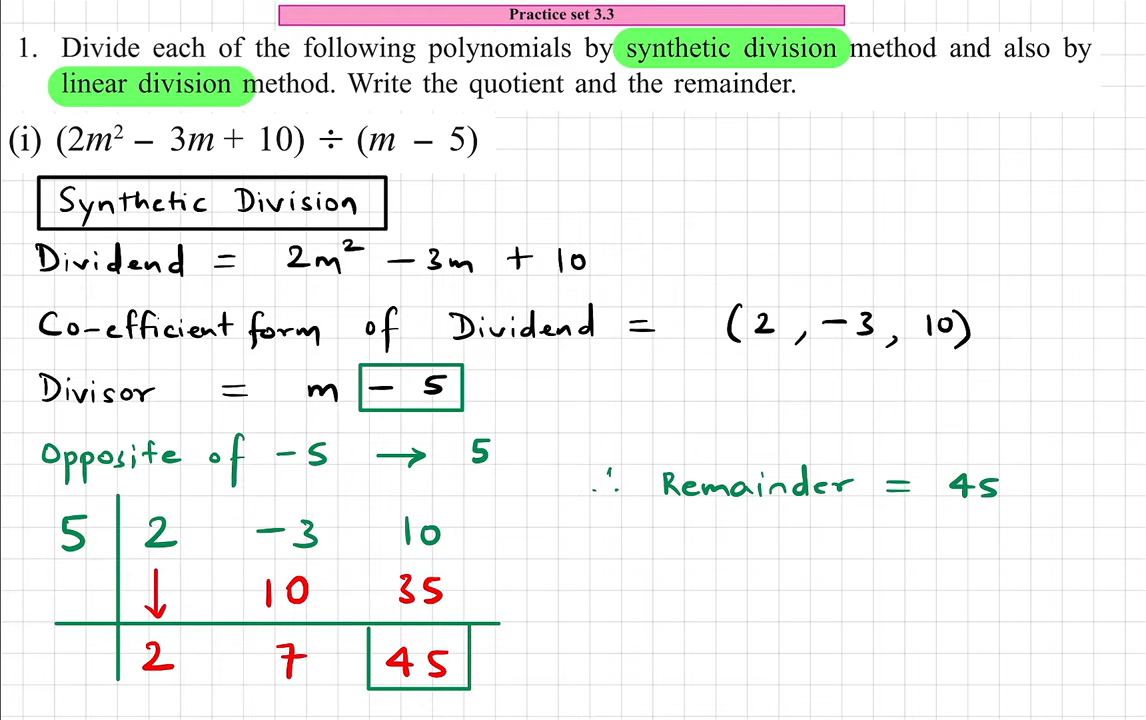 Practice set 3.3
1. Divide each of the following polynomials by synthetic division method and also by
linear division method. Write the quotient and the remainder.
(i) (2m² – 3m + 10) ÷ (m – 5)
Synthetic Division
Dividend = 2m² – 3m + 10
Co-efficient form of Dividend = (2, –3, 10)
Divisor = m – 5
Opposite of –5 → 5
∴ Remainder = 45
5 2 –3 10
↓ 10 35
2 7 45